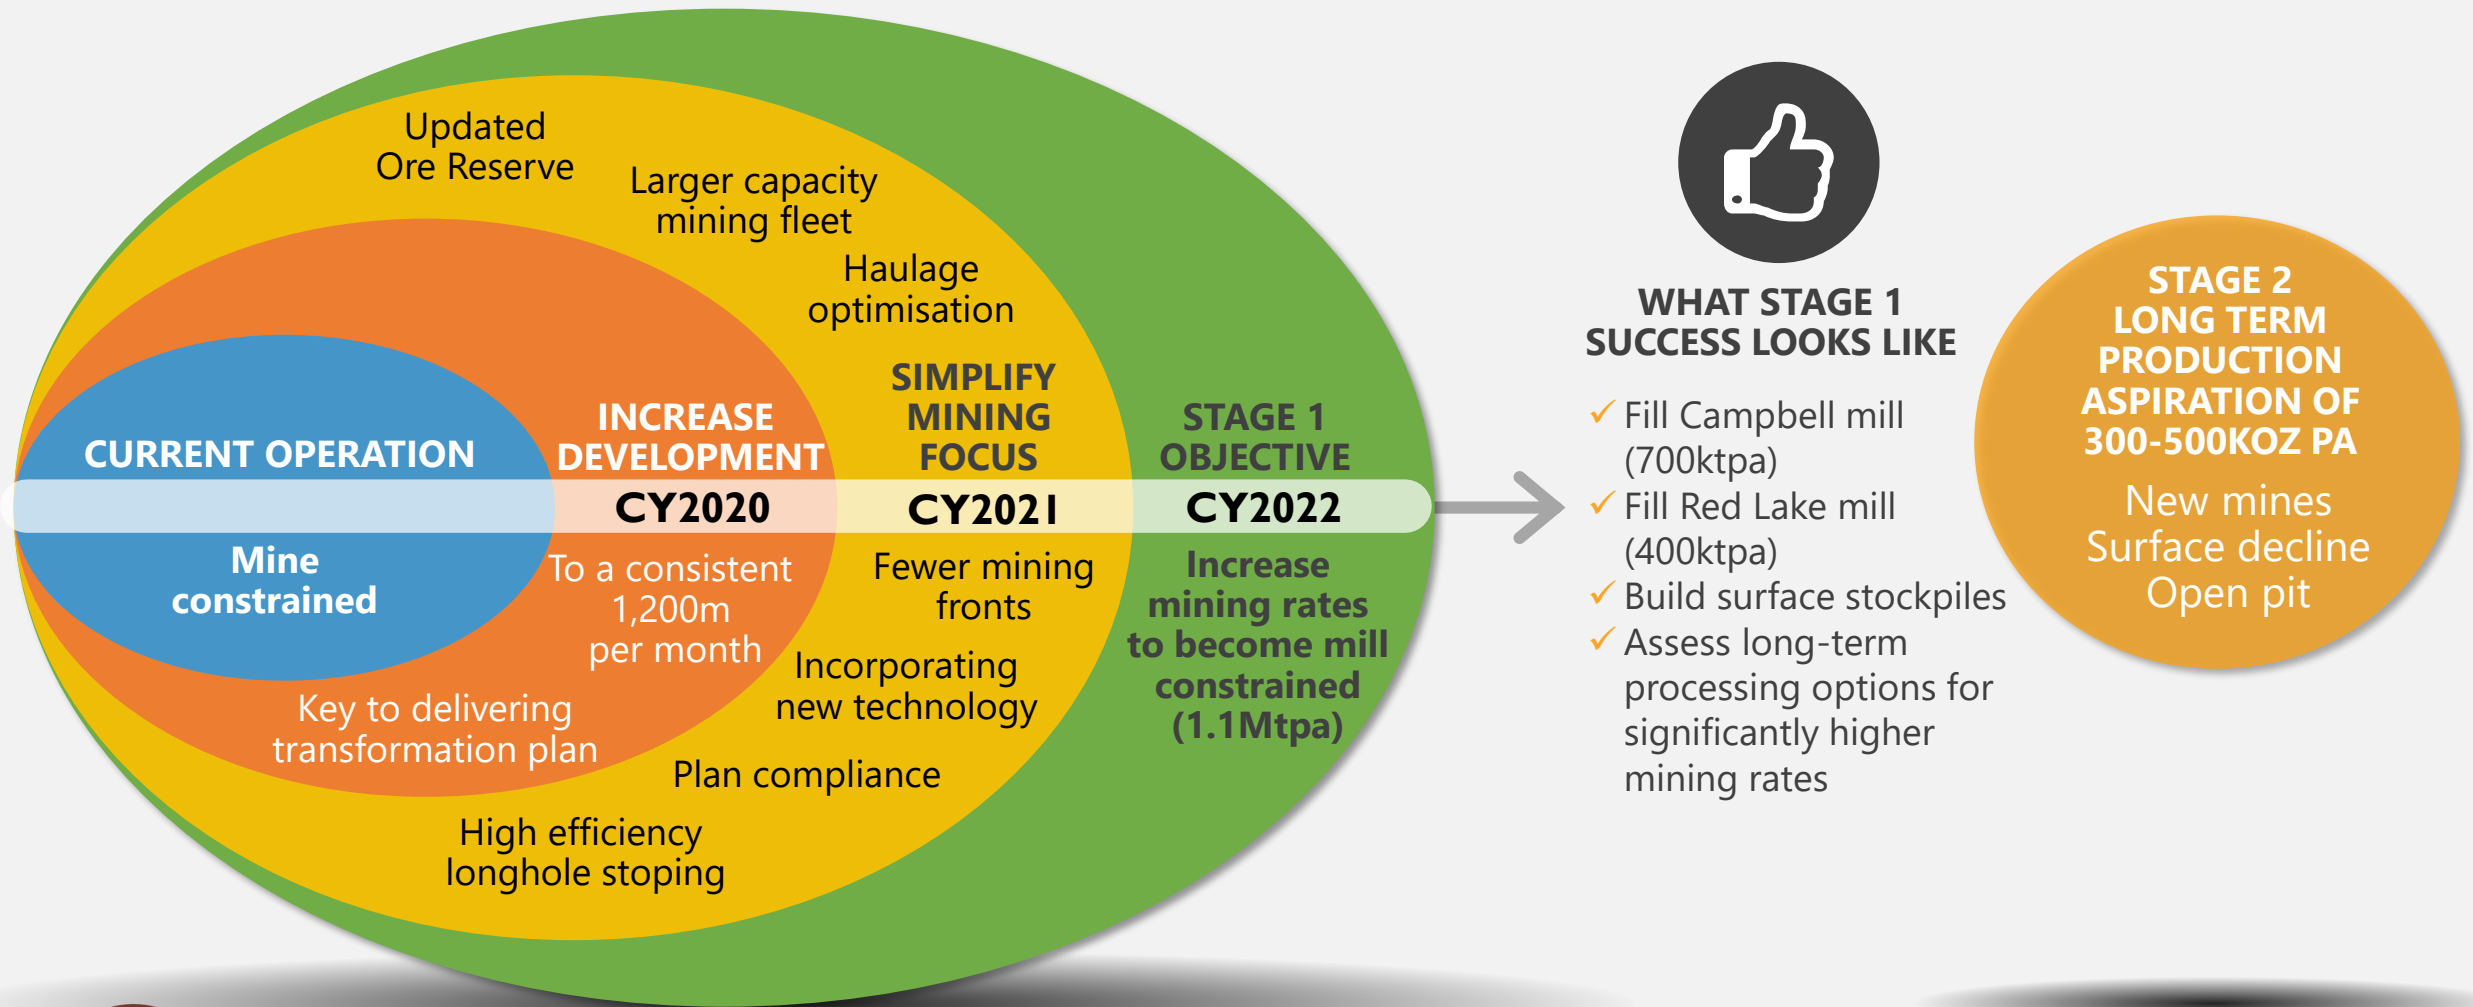 CURRENT OPERATION
Mine
constrained
INCREASE
DEVELOPMENT
CY2020
To a consistent
1,200m
per month
Key to delivering
transformation plan
Updated
Ore Reserve
Larger capacity
mining fleet
Haulage
optimisation
SIMPLIFY
MINING
FOCUS
CY2021
Fewer mining
fronts
Incorporating
new technology
Plan compliance
High efficiency
longhole stoping
STAGE 1
OBJECTIVE
CY2022
Increase
mining rates
to become mill
constrained
(1.1Mtpa)
WHAT STAGE 1
SUCCESS LOOKS LIKE
✓ Fill Campbell mill
(700ktpa)
✓ Fill Red Lake mill
(400ktpa)
✓ Build surface stockpiles
✓ Assess long-term
processing options for
significantly higher
mining rates
STAGE 2
LONG TERM
PRODUCTION
ASPIRATION OF
300-500KOZ PA
New mines
Surface decline
Open pit